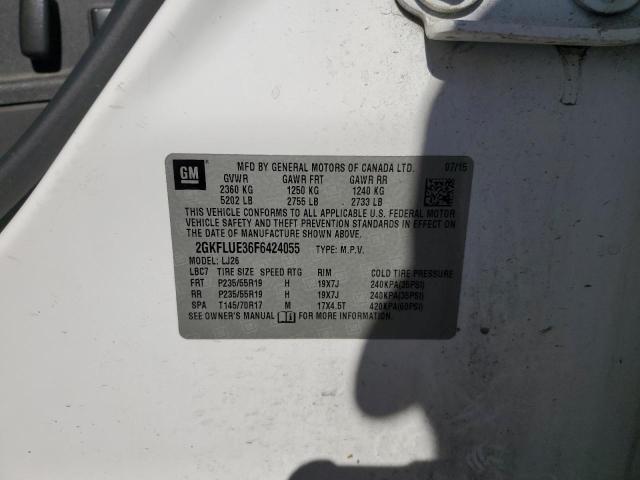 GM
MFD BY GENERAL MOTORS OF CANADA LTD. 07/15
GVWR GAWR FRT GAWR RR
2360 KG 1250 KG 1240 KG
5202 LB 2756 LB 2733 LB
THIS VEHICLE CONFORMS TO ALL APPLICABLE U.S. FEDERAL MOTOR
VEHICLE SAFETY AND THEFT PREVENTION STANDARDS IN EFFECT
ON THE DATE OF MANUFACTURE SHOWN ABOVE.
2GKFLUE36F6424055 TYPE: M.P.V.
MODEL: LJ26
LBC7 TIRE SIZE SPEED RTG RIM COLD TIRE PRESSURE
FRT P235/55R19 H 19X7J 240KPA(35PSI)
RR P235/55R19 H 19X7J 240KPA(35PSI)
SPA T145/70R17 M 17X4.5T 420KPA(60PSI)
SEE OWNER'S MANUAL FOR MORE INFORMATION.